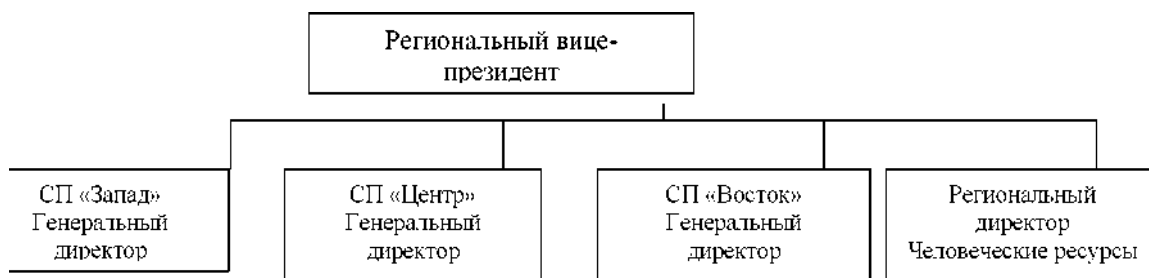 Региональный вице-
президент
СП «Запад»
Генеральный
директор
СП «Центр»
Генеральный
директор
СП «Восток»
Генеральный
директор
Региональный
директор
Человеческие ресурсы